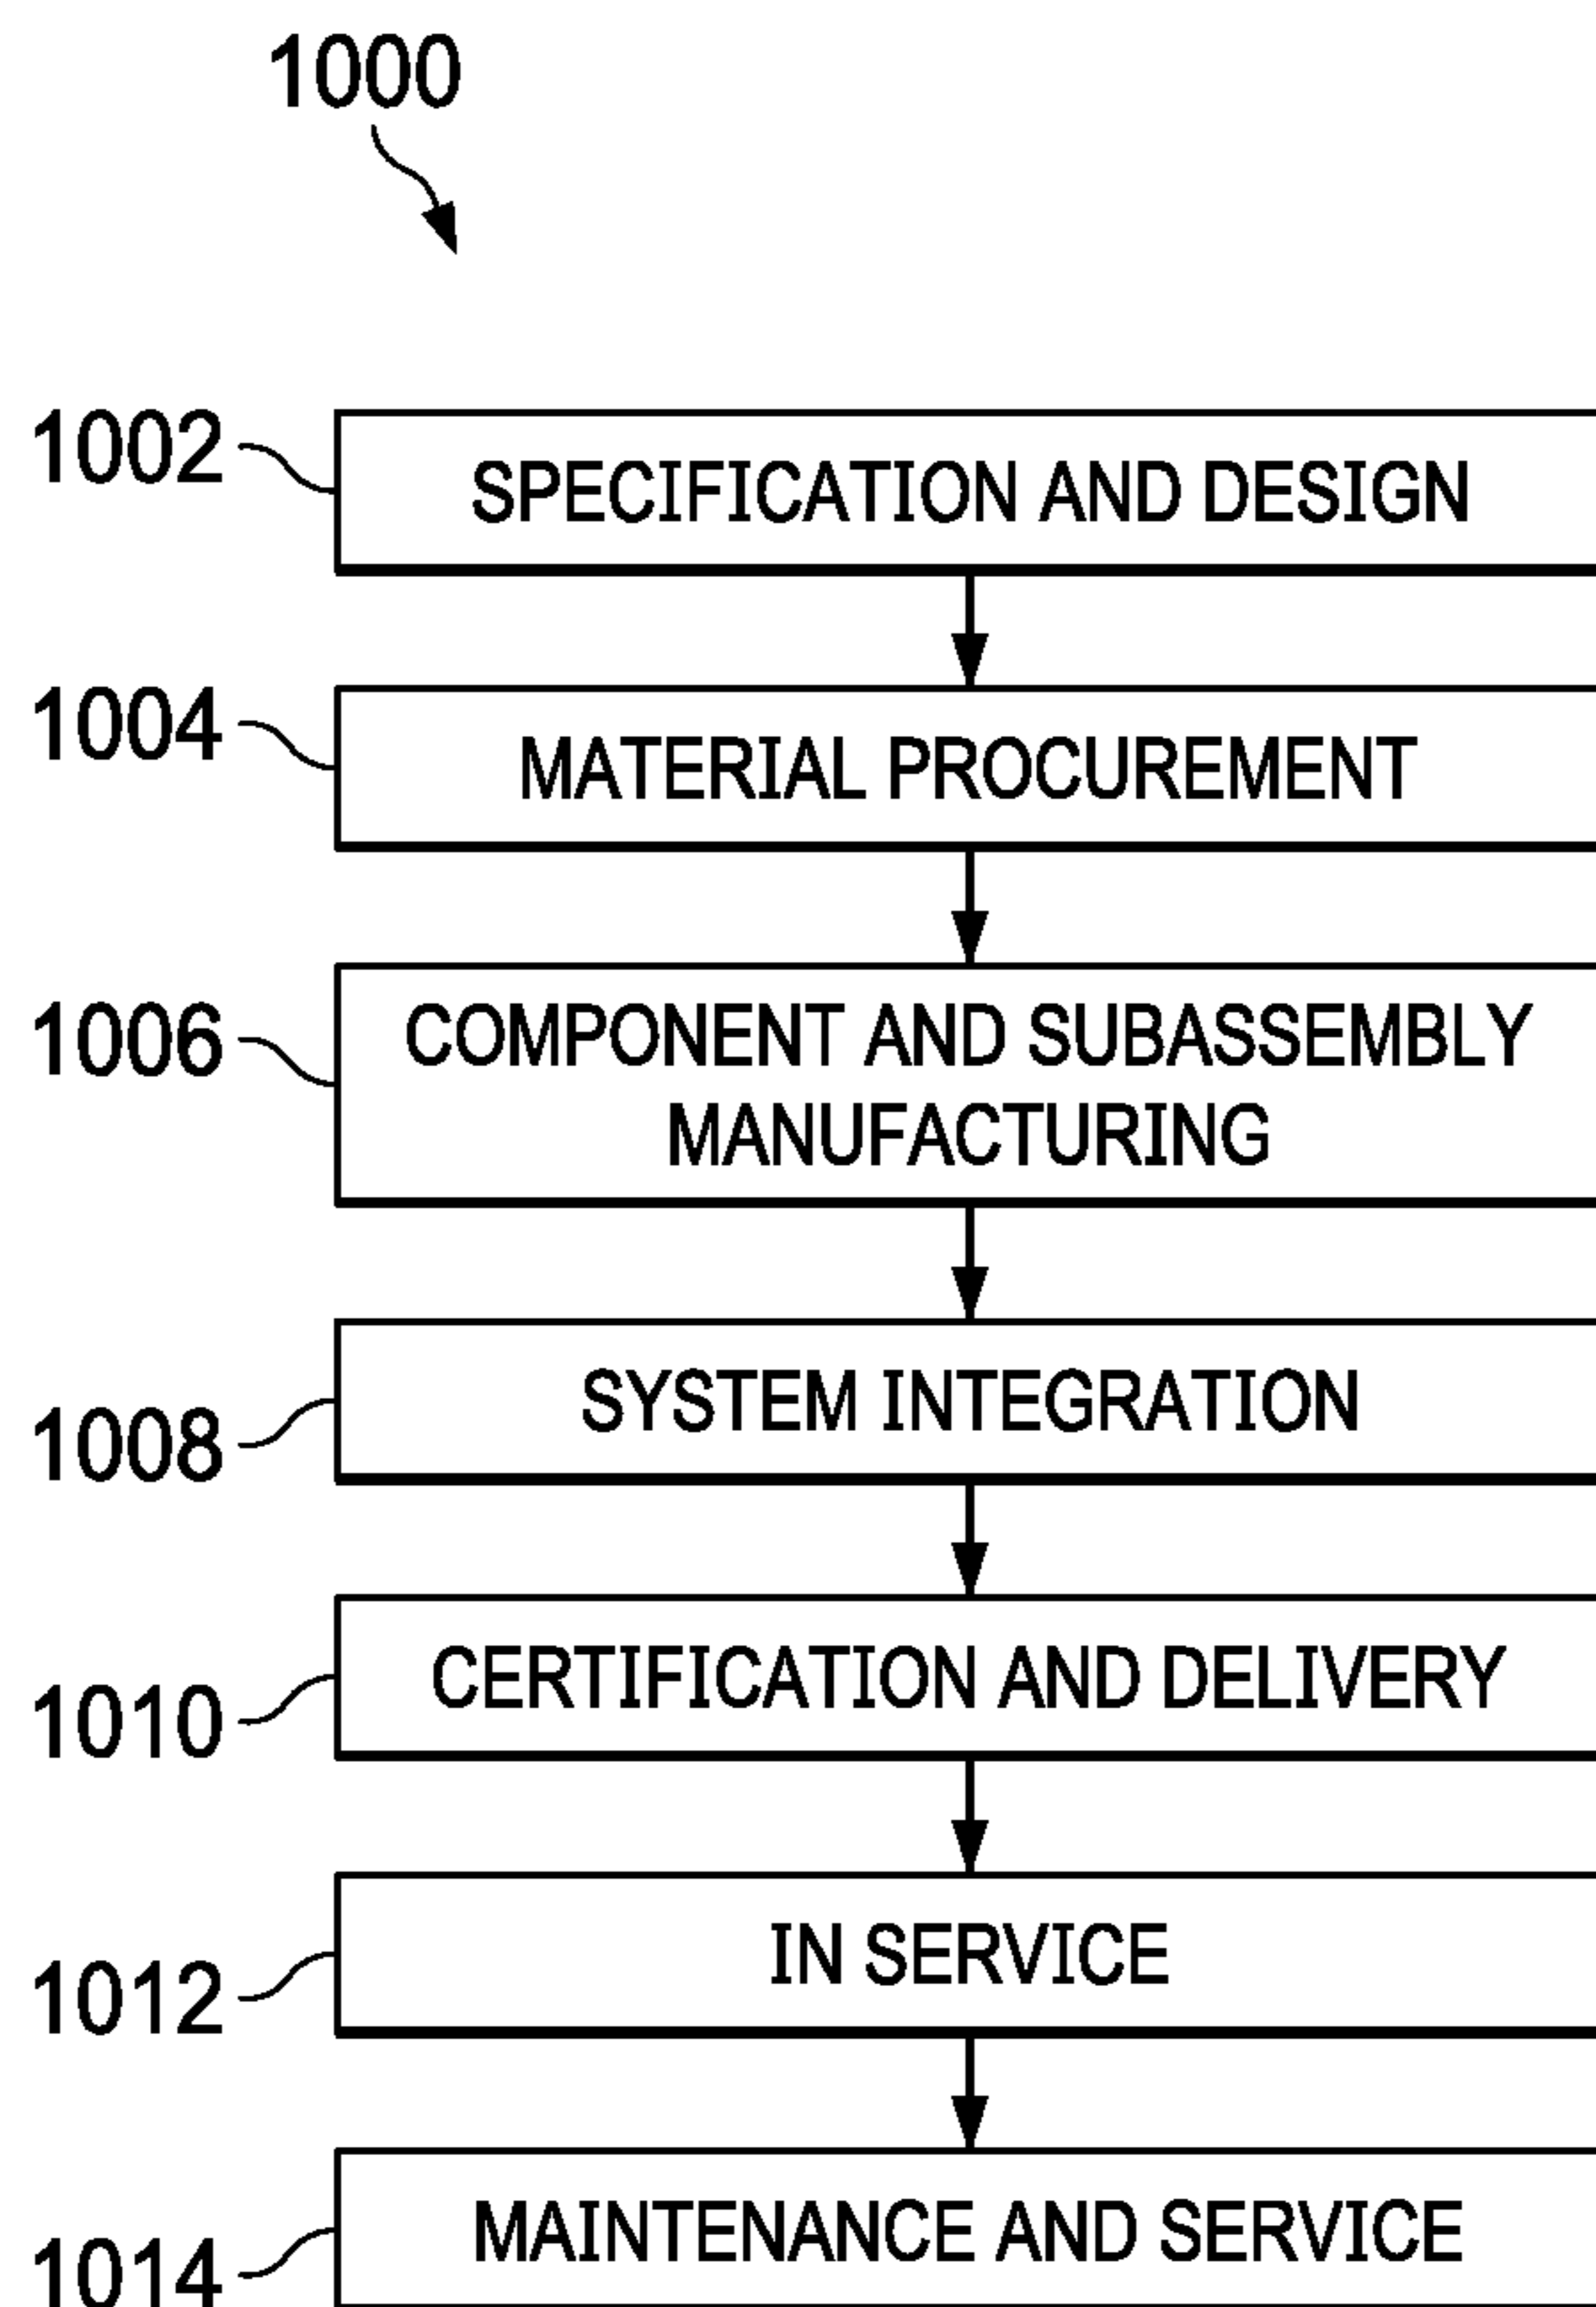 1000
1002
SPECIFICATION AND DESIGN
1004
MATERIAL PROCUREMENT
1006
COMPONENT AND SUBASSEMBLY
MANUFACTURING
1008
SYSTEM INTEGRATION
1010
CERTIFICATION AND DELIVERY
1012
IN SERVICE
1014
MAINTENANCE AND SERVICE